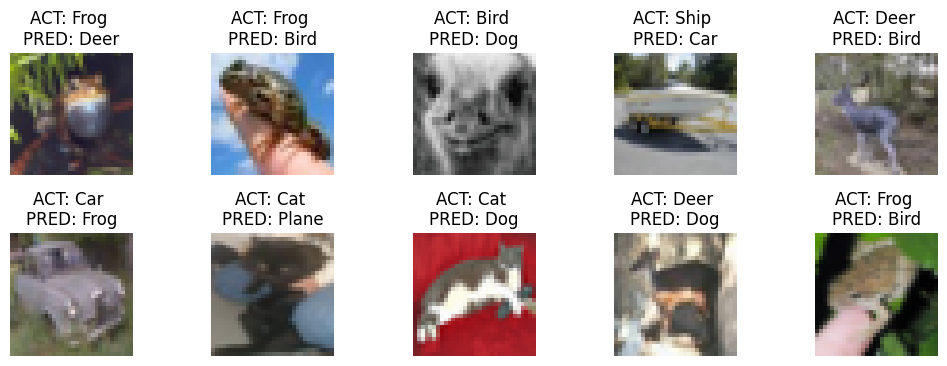 ACT: Frog
PRED: Deer
ACT: Frog
PRED: Bird
ACT: Bird
PRED: Dog
ACT: Ship
PRED: Car
ACT: Deer
PRED: Bird
ACT: Car
PRED: Frog
ACT: Cat
PRED: Plane
ACT: Cat
PRED: Dog
ACT: Deer
PRED: Dog
ACT: Frog
PRED: Bird